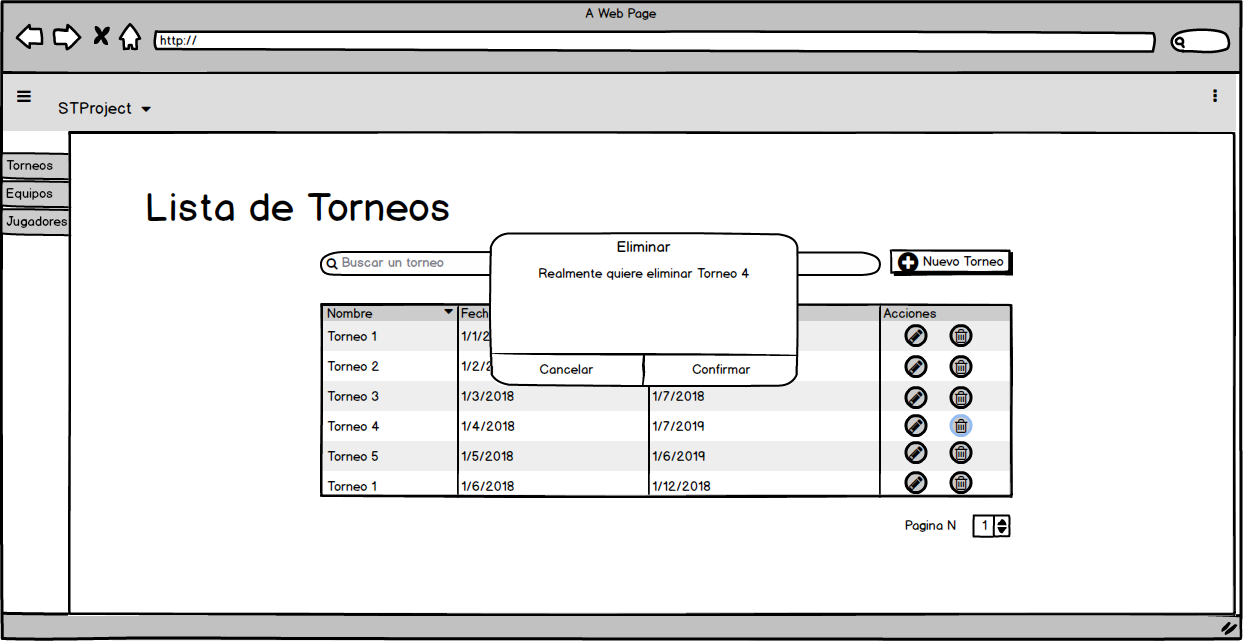 A Web Page
http://
STProject
Torneos
Equipos
Jugadores
Lista de Torneos
Buscar un torneo
Nuevo Torneo
Eliminar
Realmente quiere eliminar Torneo 4
Cancelar Confirmar
Nombre Fech Acciones
Torneo 1 1/1/2
Torneo 2 1/2/2
Torneo 3 1/3/2018 1/7/2018
Torneo 4 1/4/2018 1/7/2019
Torneo 5 1/5/2018 1/6/2019
Torneo 1 1/6/2018 1/12/2018
Pagina N 1